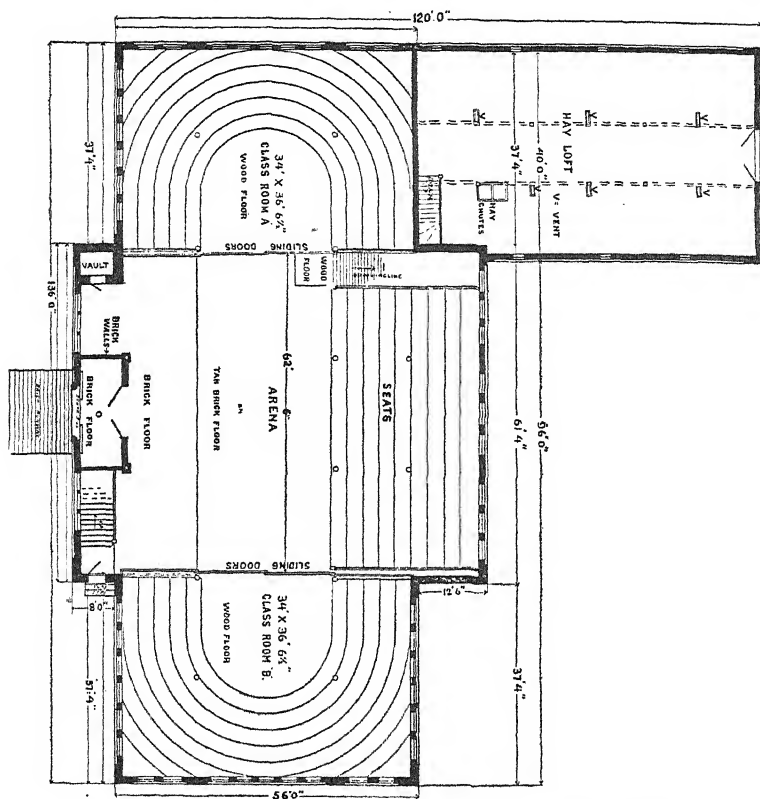 120'.0"
37'4"
34' X 36' 6½"
CLASS ROOM A.
WOOD FLOOR
HAY LOFT
V = VENT
V
V
V
V
V
V
HAY
CHUTES
37'4"
40'.0"
SLIDING DOORS
VAULT
WOOD
FLOOR
INCLINE
136'0"
BRICK
WALLS
BRICK FLOOR
BRICK FLOOR
TAN BRICK FLOOR
62'
6"
ARENA
SEATS
61'4"
96'0"
SLIDING DOORS
8'0"
12'6"
34' X 36' 6½"
CLASS ROOM 'B.
WOOD FLOOR
37'4"
56'0"